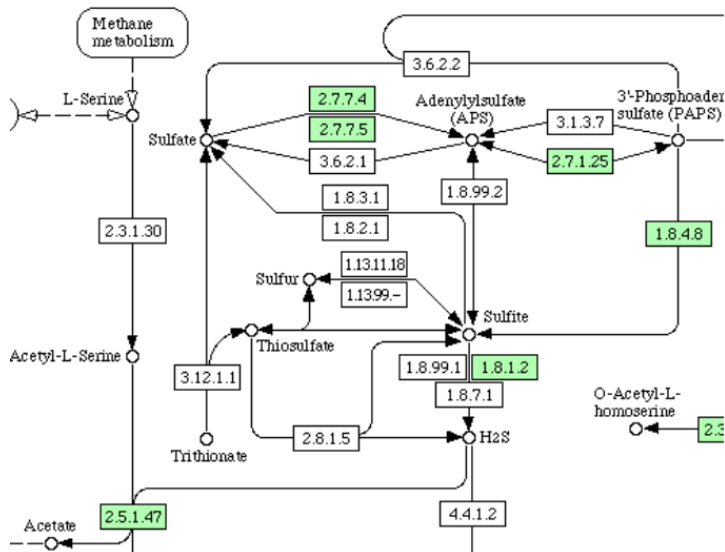 Methane
metabolism
3.6.2.2
L-Serine
2.7.7.4
Adenylylsulfate
(APS)
3'-Phosphoaden
sulfate (PAPS)
2.7.7.5
3.1.3.7
Sulfate
3.6.2.1
2.7.1.25
1.8.3.1
1.8.99.2
2.3.1.30
1.8.2.1
1.8.4.8
1.13.11.18
Sulfur
1.13.99.-
Sulfite
Thiosulfate
Acetyl-L-Serine
3.12.1.1
1.8.99.1
1.8.1.2
1.8.7.1
O-Acetyl-L-
homoserine
2.8.1.5
H2S
2.3
Trithionate
2.5.1.47
4.4.1.2
Acetate